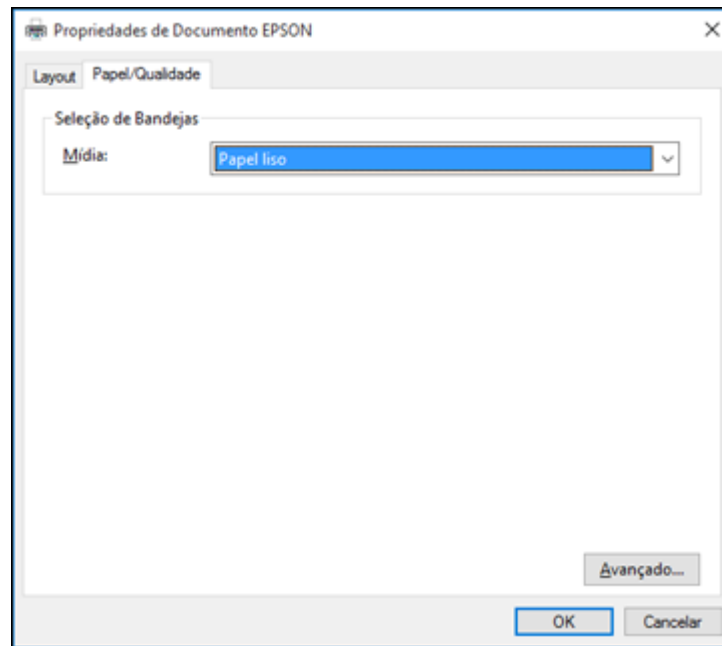 Propriedades de Documento EPSON
Layout Papel/Qualidade
Seleção de Bandejas
Mídia: Papel liso
Avançado...
OK Cancelar